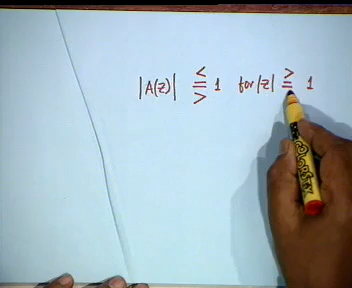 |A(z)| ⪋ 1 for |z| ⪌ 1